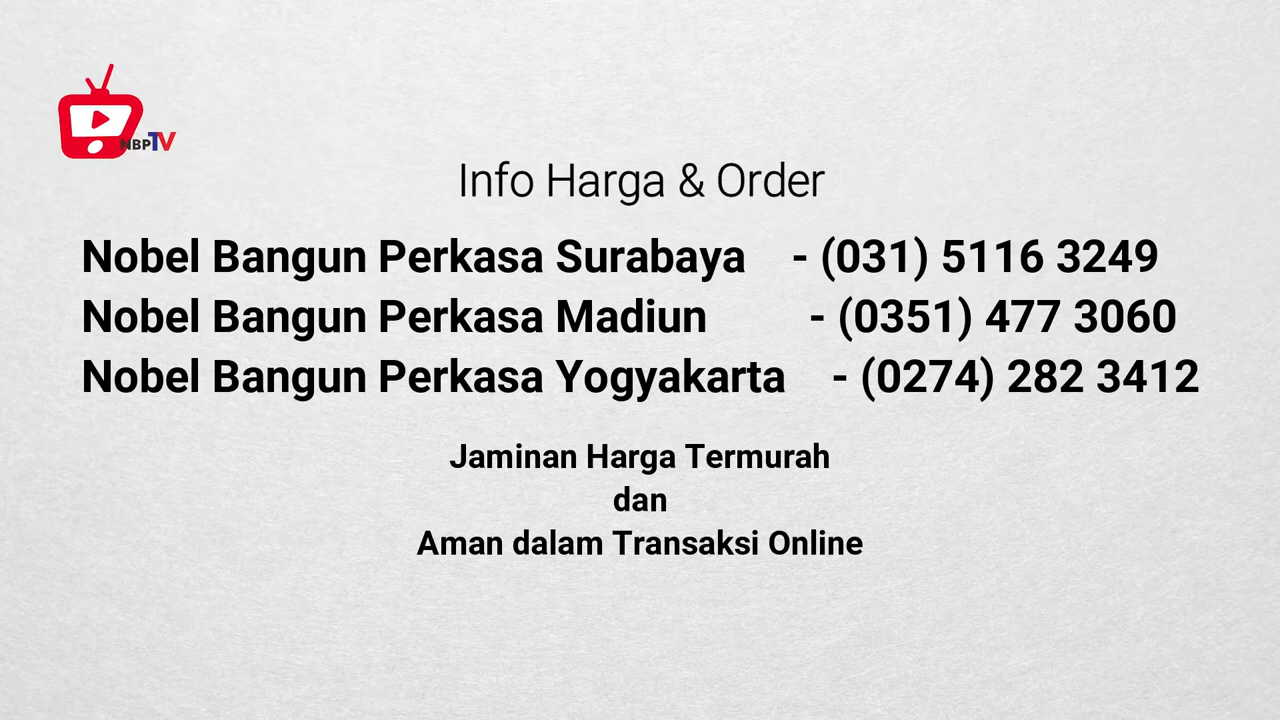 NBPTV
Info Harga & Order
Nobel Bangun Perkasa Surabaya - (031) 5116 3249
Nobel Bangun Perkasa Madiun - (0351) 477 3060
Nobel Bangun Perkasa Yogyakarta - (0274) 282 3412
Jaminan Harga Termurah
dan
Aman dalam Transaksi Online